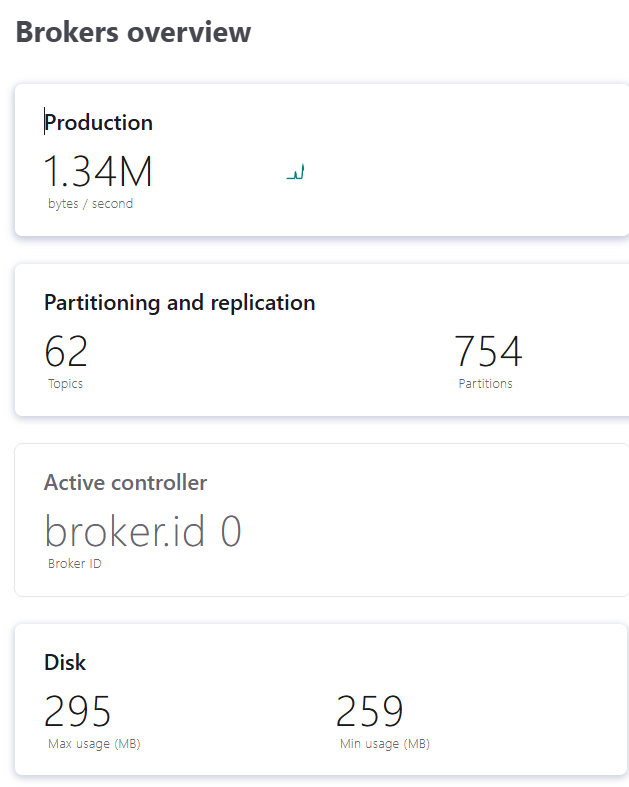 Brokers overview
Production
1.34M
bytes / second
Partitioning and replication
62 754
Topics Partitions
Active controller
broker.id 0
Broker ID
Disk
295 259
Max usage (MB) Min usage (MB)